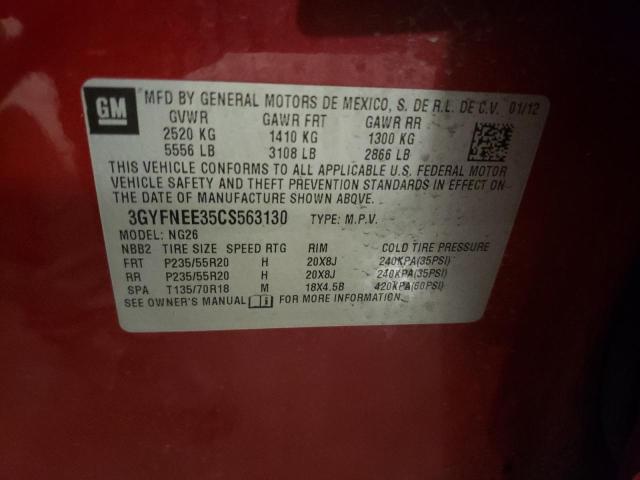 GM MFD BY GENERAL MOTORS DE MEXICO, S. DE R.L. DE C.V. 01/12
GVWR GAWR FRT GAWR RR
2520 KG 1410 KG 1300 KG
5556 LB 3108 LB 2866 LB
THIS VEHICLE CONFORMS TO ALL APPLICABLE U.S. FEDERAL MOTOR
VEHICLE SAFETY AND THEFT PREVENTION STANDARDS IN EFFECT ON
THE DATE OF MANUFACTURE SHOWN ABOVE.
3GYFNEE35CS563130 TYPE: M.P.V.
MODEL: NG26
NBB2 TIRE SIZE SPEED RTG RIM COLD TIRE PRESSURE
FRT P235/55R20 H 20X8J 240KPA(35PSI)
RR P235/55R20 H 20X8J 240KPA(35PSI)
SPA T135/70R18 M 18X4.5B 420KPA(60PSI)
SEE OWNER'S MANUAL FOR MORE INFORMATION.